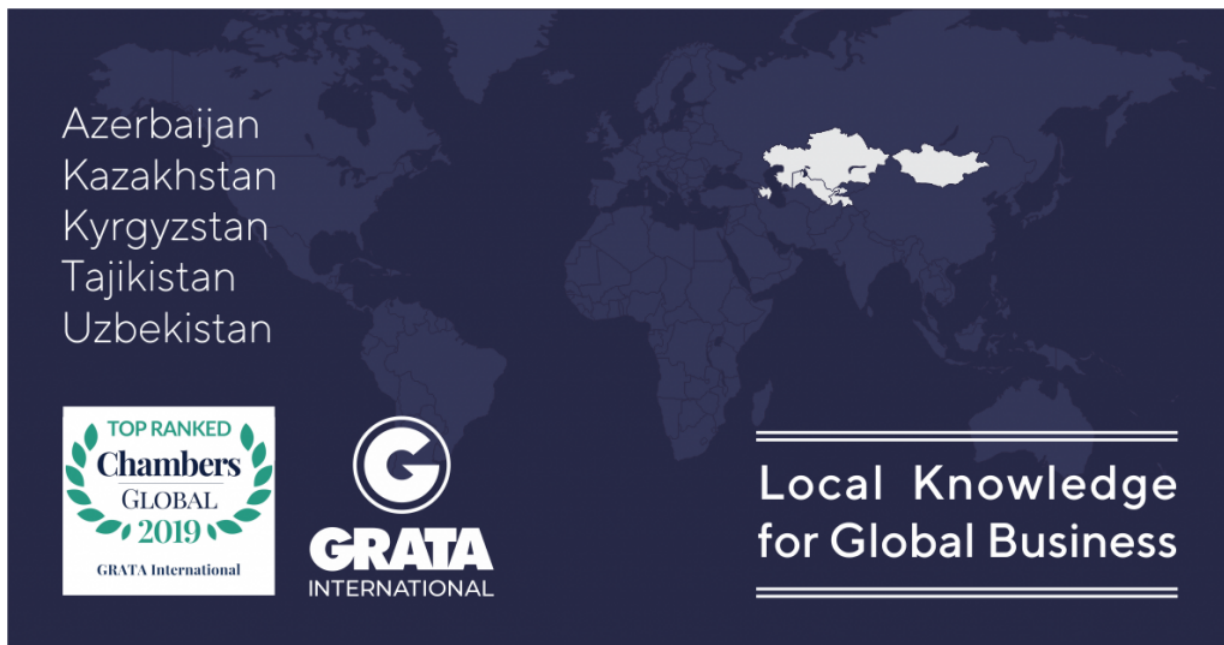 Azerbaijan
Kazakhstan
Kyrgyzstan
Tajikistan
Uzbekistan
TOP RANKED
Chambers
GLOBAL
2019
GRATA International
G
GRATA
INTERNATIONAL
Local Knowledge
for Global Business